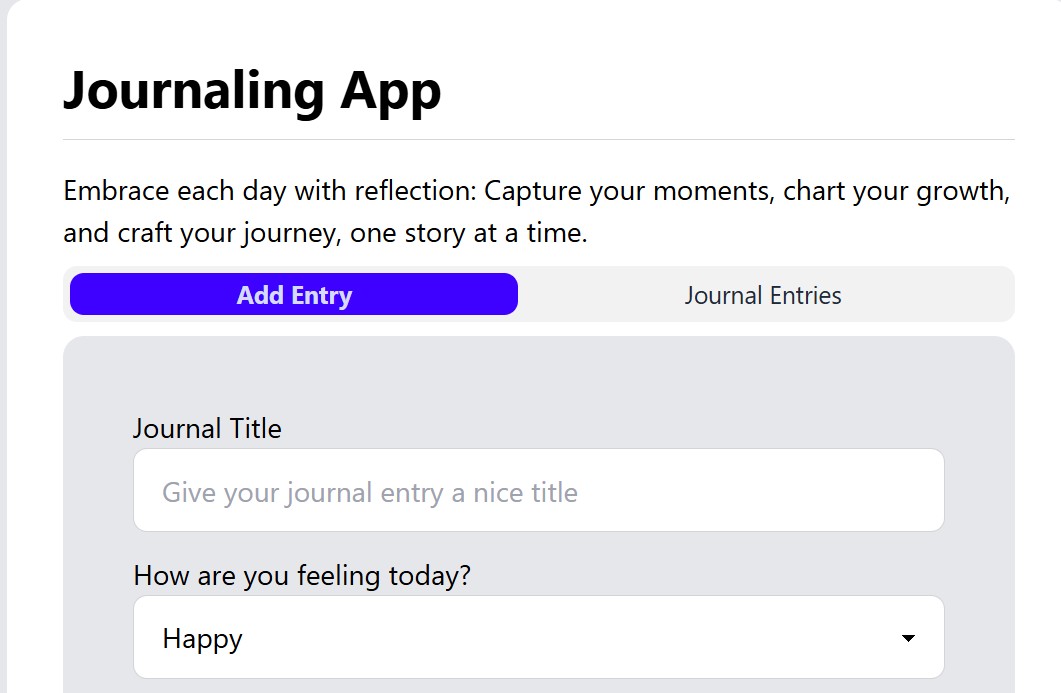 Journaling App
Embrace each day with reflection: Capture your moments, chart your growth,
and craft your journey, one story at a time.
Add Entry
Journal Entries
Journal Title
Give your journal entry a nice title
How are you feeling today?
Happy